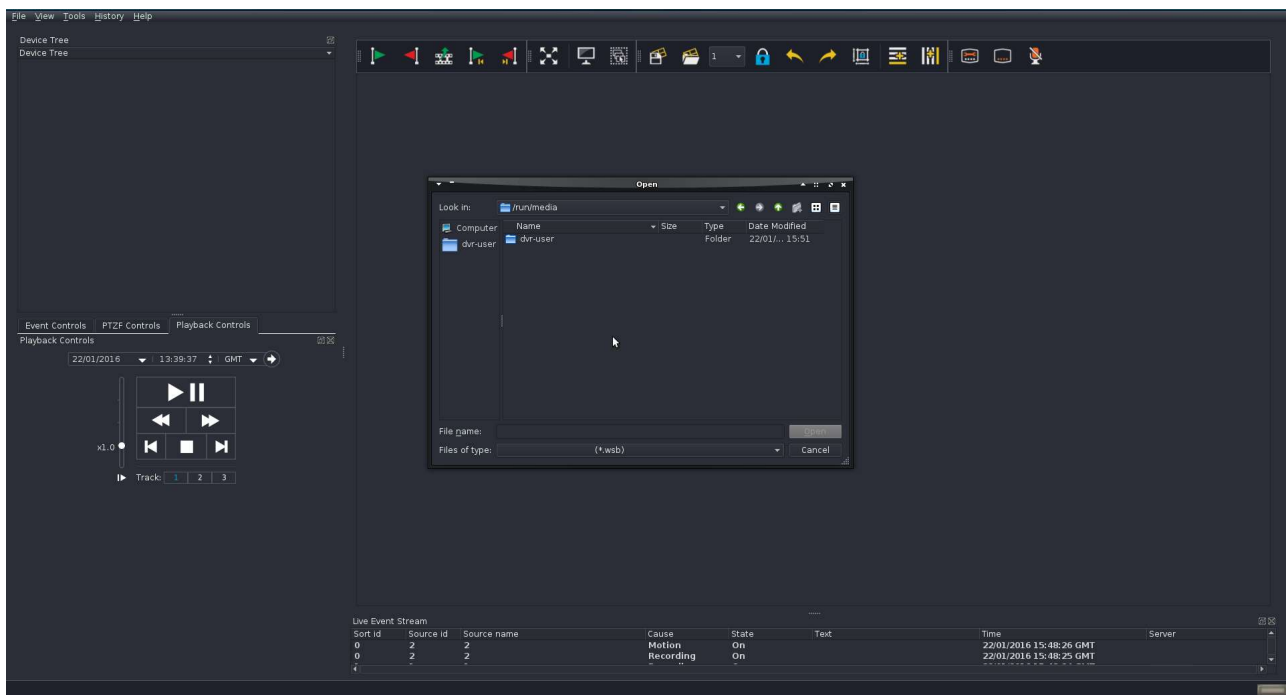 File View Tools History Help
Device Tree
Device Tree
1
Open
Look in: /run/media
Computer
dvr-user
Name Size Type Date Modified
dvr-user Folder 22/01/... 15:51
File name: Open
Files of type: (*.wsb) Cancel
Event Controls PTZF Controls Playback Controls
Playback Controls
22/01/2016 13:39:37 GMT
x1.0
Track: 1 2 3
Live Event Stream
Sort id Source id Source name Cause State Text Time Server
0 2 2 Motion On 22/01/2016 15:48:26 GMT
0 2 2 Recording On 22/01/2016 15:48:25 GMT